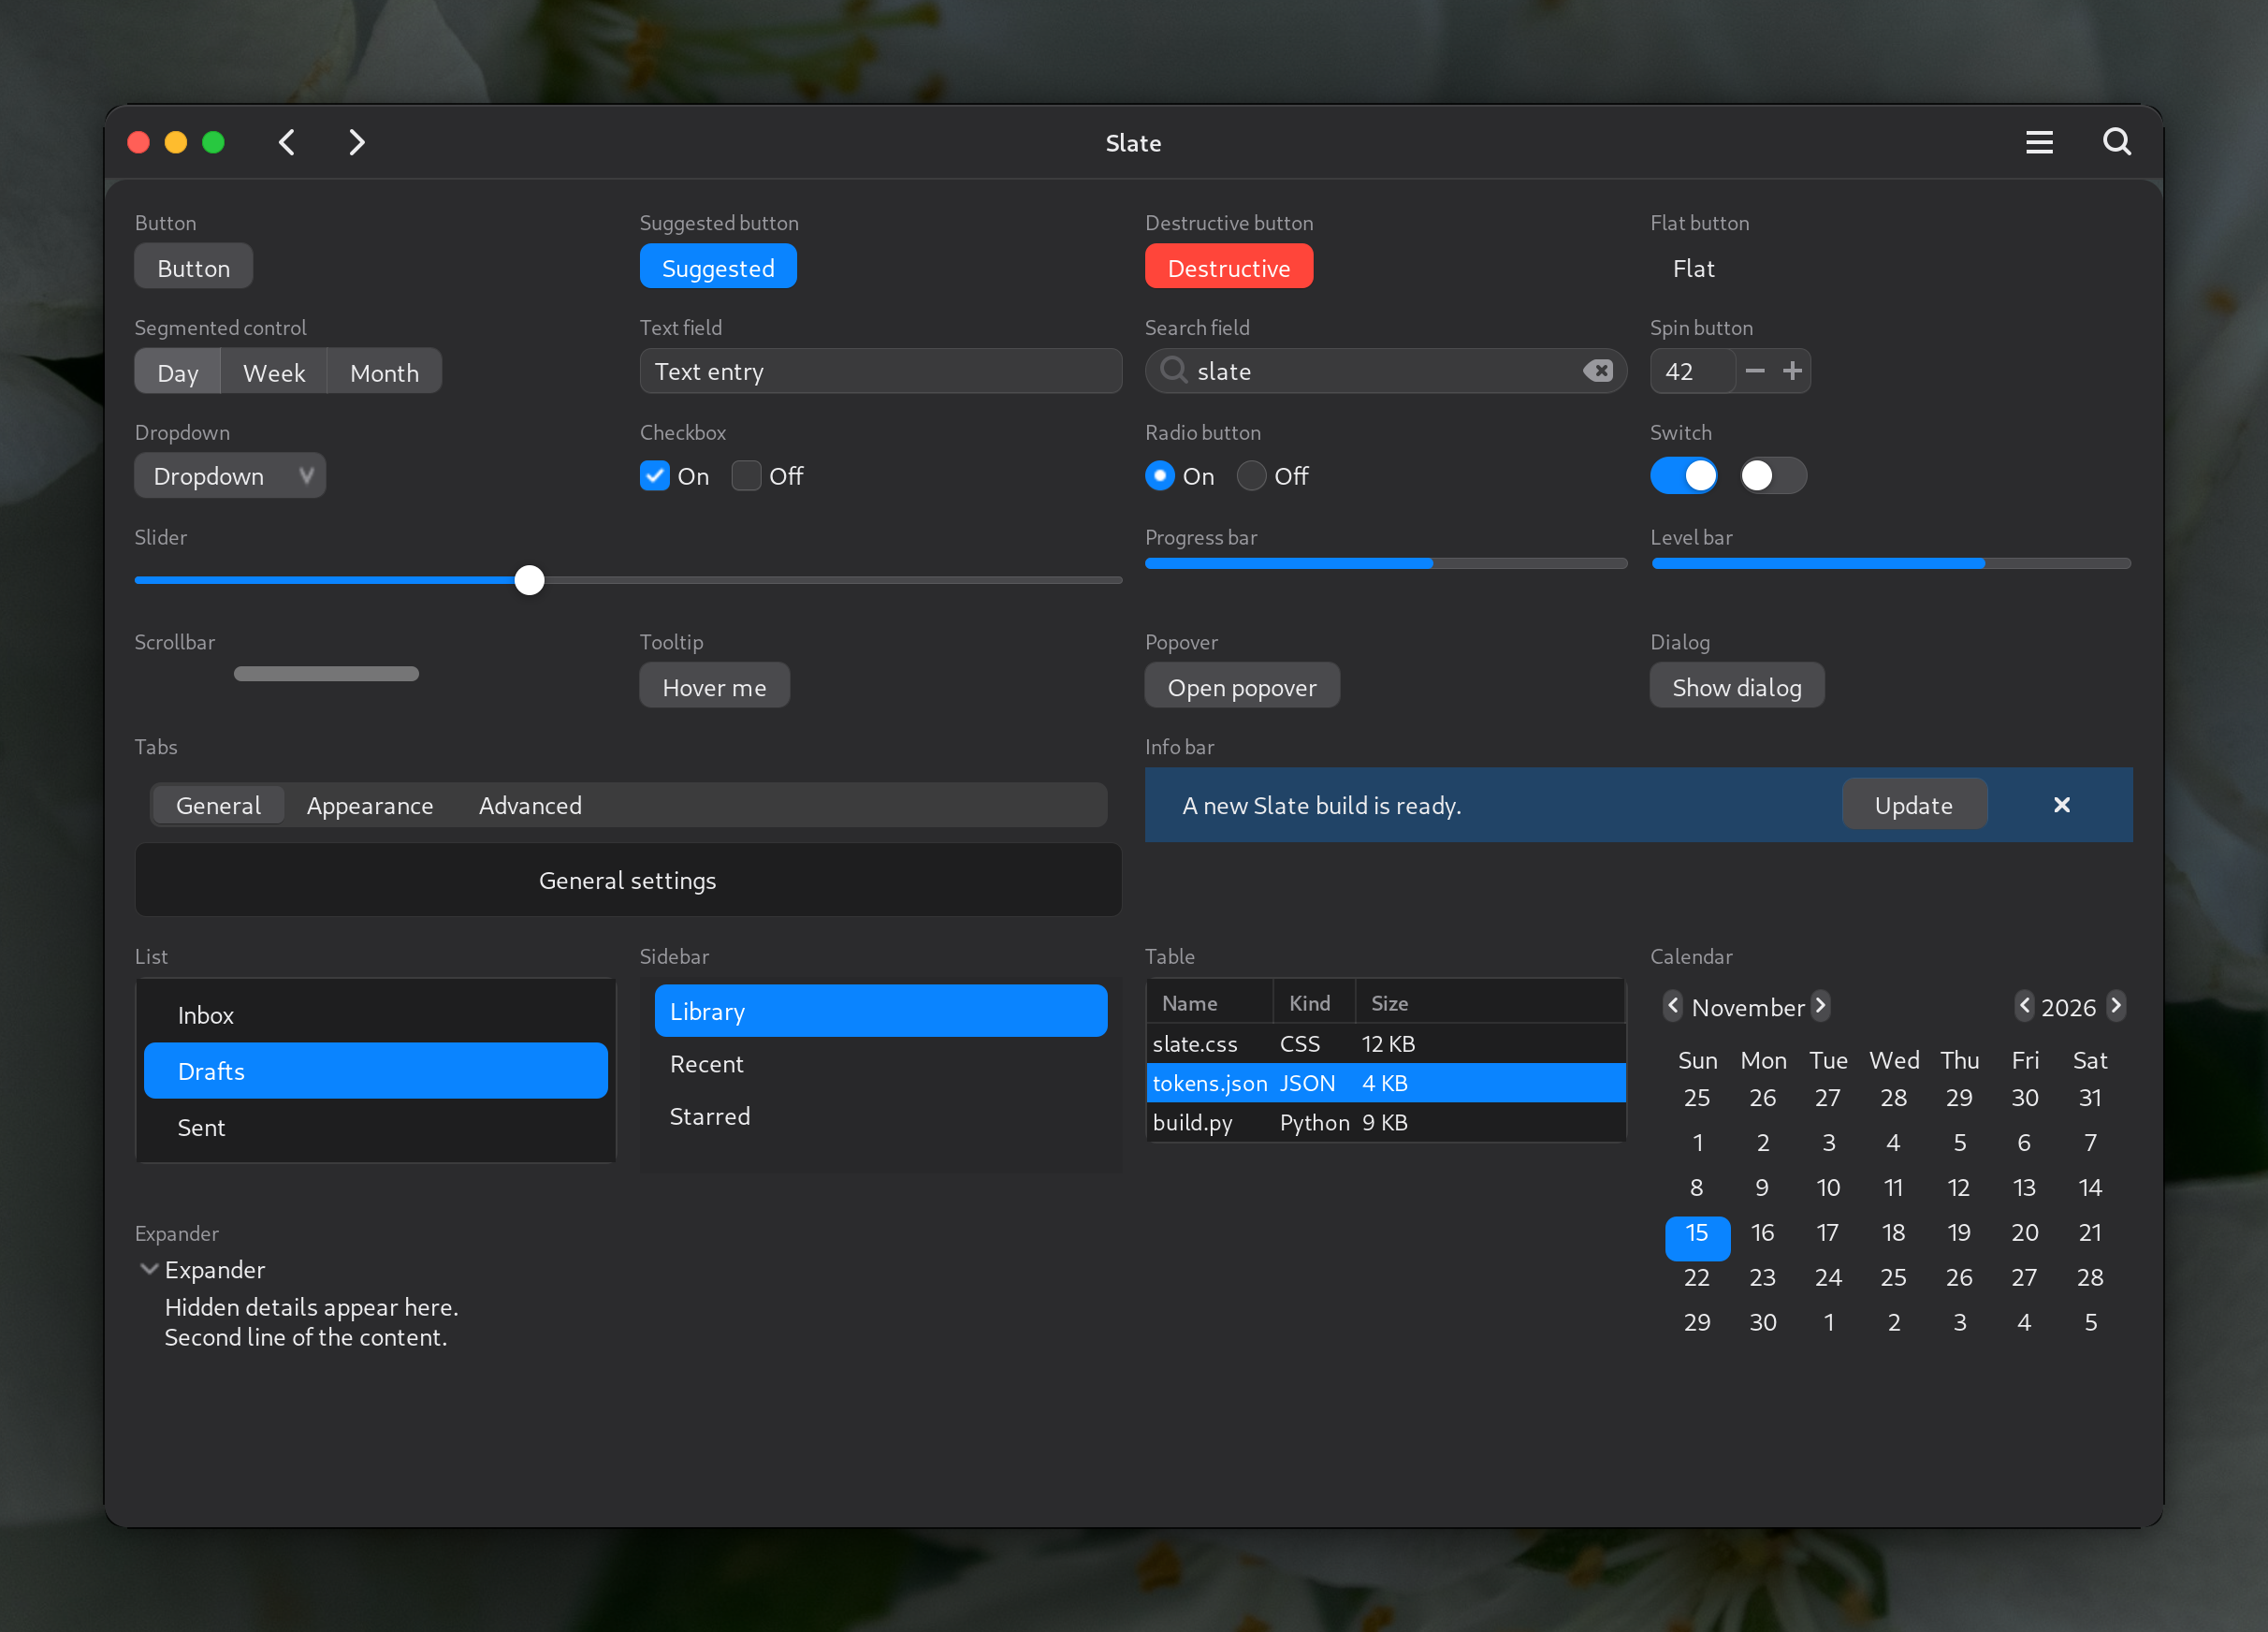 Slate
Button
Suggested button
Destructive button
Flat button
Button
Suggested
Destructive
Flat
Segmented control
Text field
Search field
Spin button
Day Week Month
Text entry
slate
42
Dropdown
Checkbox
Radio button
Switch
Dropdown
On Off
On Off
Slider
Progress bar
Level bar
Scrollbar
Tooltip
Popover
Dialog
Hover me
Open popover
Show dialog
Tabs
Info bar
General Appearance Advanced
A new Slate build is ready.
Update
General settings
List
Inbox
Drafts
Sent
Sidebar
Library
Recent
Starred
Table
Name Kind Size
slate.css CSS 12 KB
tokens.json JSON 4 KB
build.py Python 9 KB
Calendar
November 2026
Sun Mon Tue Wed Thu Fri Sat
25 26 27 28 29 30 31
1 2 3 4 5 6 7
8 9 10 11 12 13 14
15 16 17 18 19 20 21
22 23 24 25 26 27 28
29 30 1 2 3 4 5
Expander
Expander
Hidden details appear here.
Second line of the content.